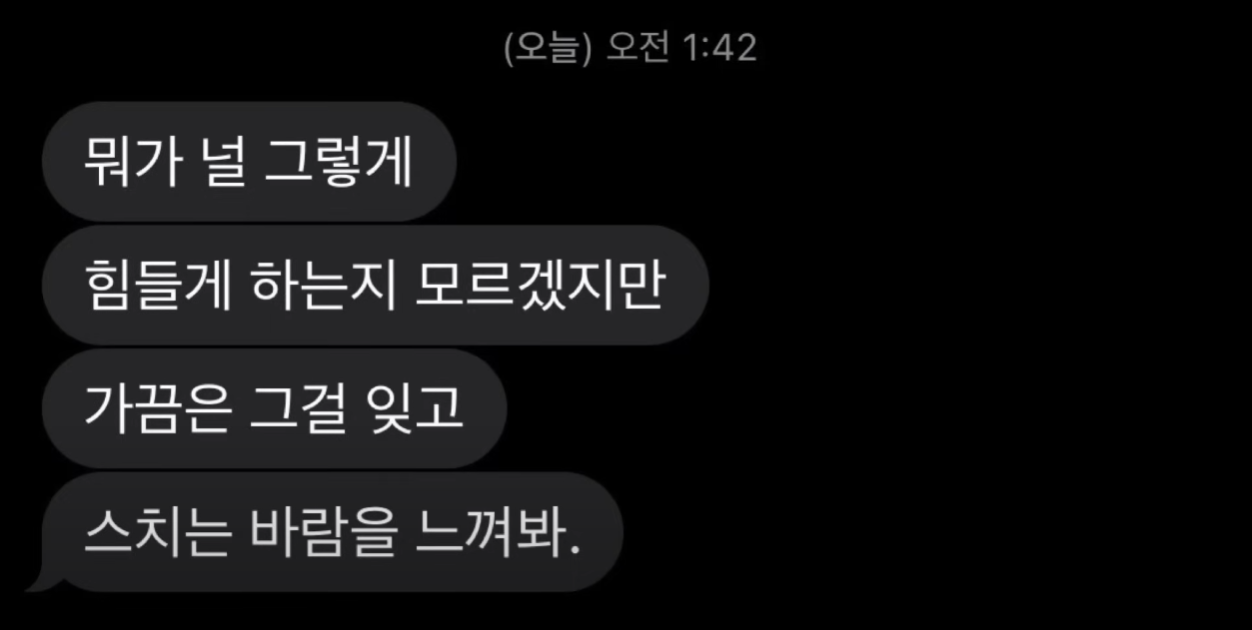 (오늘) 오전 1:42
뭐가 널 그렇게
힘들게 하는지 모르겠지만
가끔은 그걸 잊고
스치는 바람을 느껴봐.